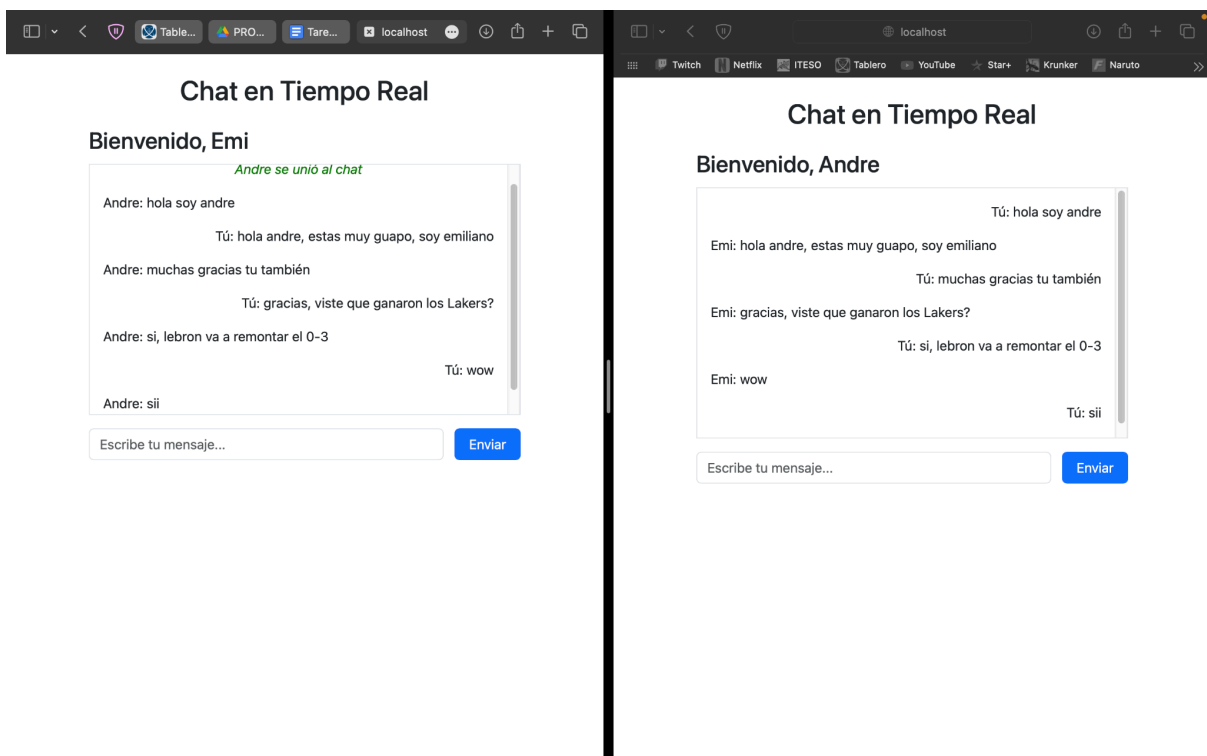 Table...
PRO...
Tare...
localhost
Chat en Tiempo Real
Bienvenido, Emi
Andre se unió al chat
Andre: hola soy andre
Tú: hola andre, estas muy guapo, soy emiliano
Andre: muchas gracias tu también
Tú: gracias, viste que ganaron los Lakers?
Andre: si, lebron va a remontar el 0-3
Tú: wow
Andre: sii
Escribe tu mensaje...
Enviar
localhost
Twitch Netflix ITESO Tablero YouTube Star+ Krunker Naruto
Chat en Tiempo Real
Bienvenido, Andre
Tú: hola soy andre
Emi: hola andre, estas muy guapo, soy emiliano
Tú: muchas gracias tu también
Emi: gracias, viste que ganaron los Lakers?
Tú: si, lebron va a remontar el 0-3
Emi: wow
Tú: sii
Escribe tu mensaje...
Enviar